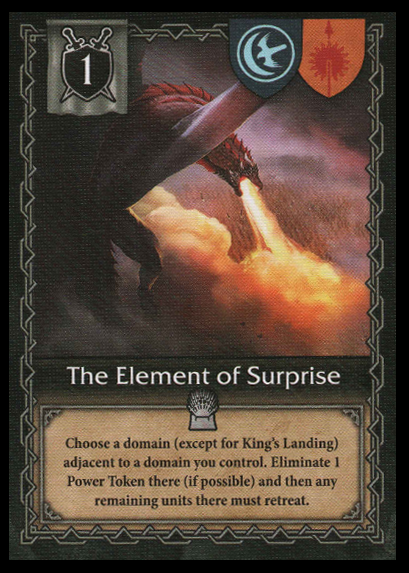 1
The Element of Surprise
Choose a domain (except for King's Landing)
adjacent to a domain you control. Eliminate 1
Power Token there (if possible) and then any
remaining units there must retreat.